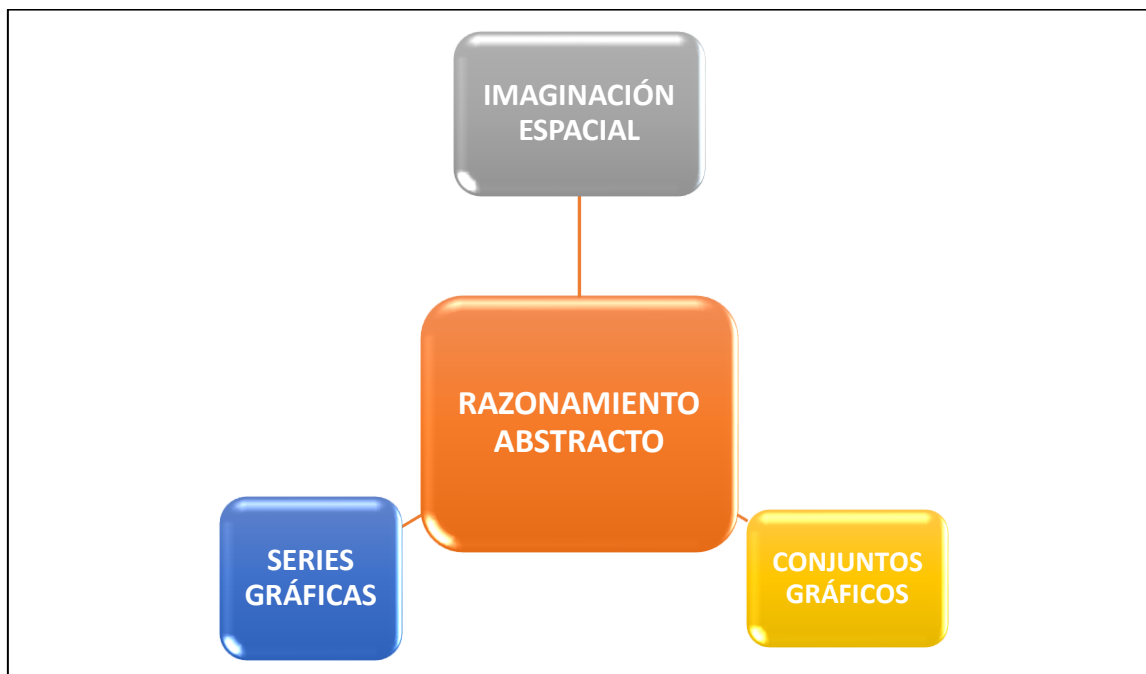 IMAGINACIÓN
ESPACIAL
RAZONAMIENTO
ABSTRACTO
SERIES
GRÁFICAS
CONJUNTOS
GRÁFICOS